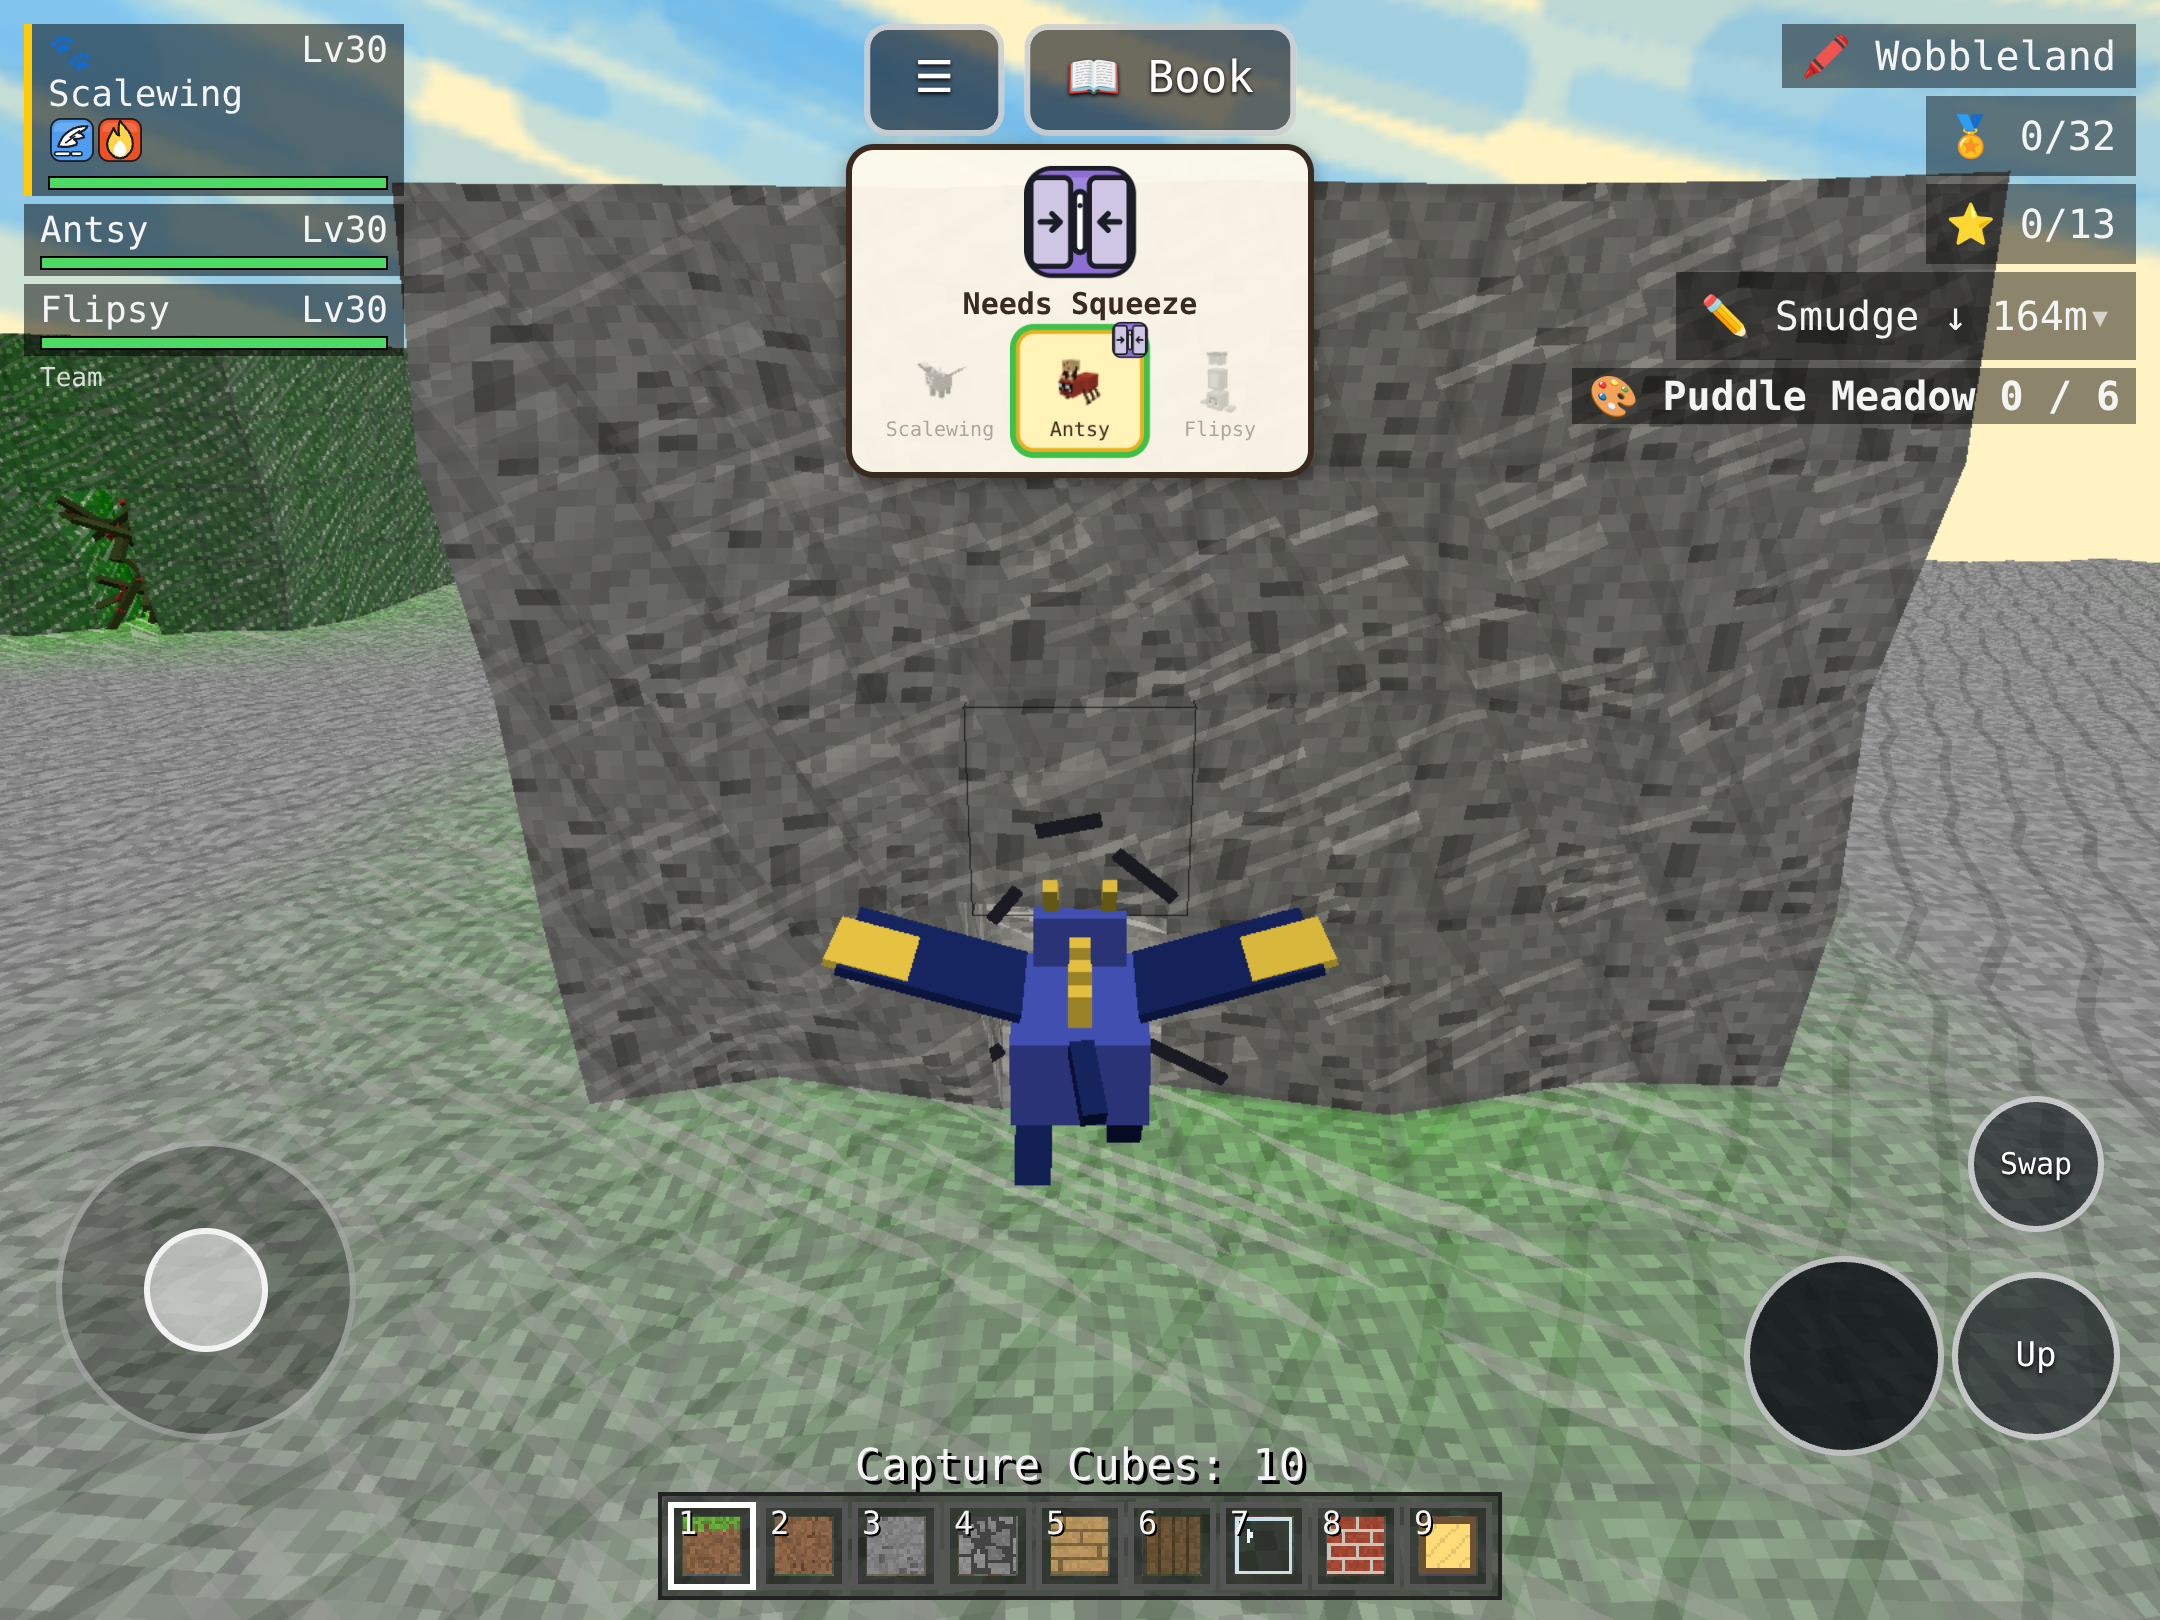 Lv30
Scalewing
Antsy Lv30
Flipsy Lv30
Team
☰
📖 Book
Needs Squeeze
Scalewing Antsy Flipsy
🖍️ Wobbleland
🏅 0/32
⭐ 0/13
✏️ Smudge ↓ 164m▾
🎨 Puddle Meadow 0 / 6
Swap
Up
Capture Cubes: 10
1 2 3 4 5 6 7 8 9